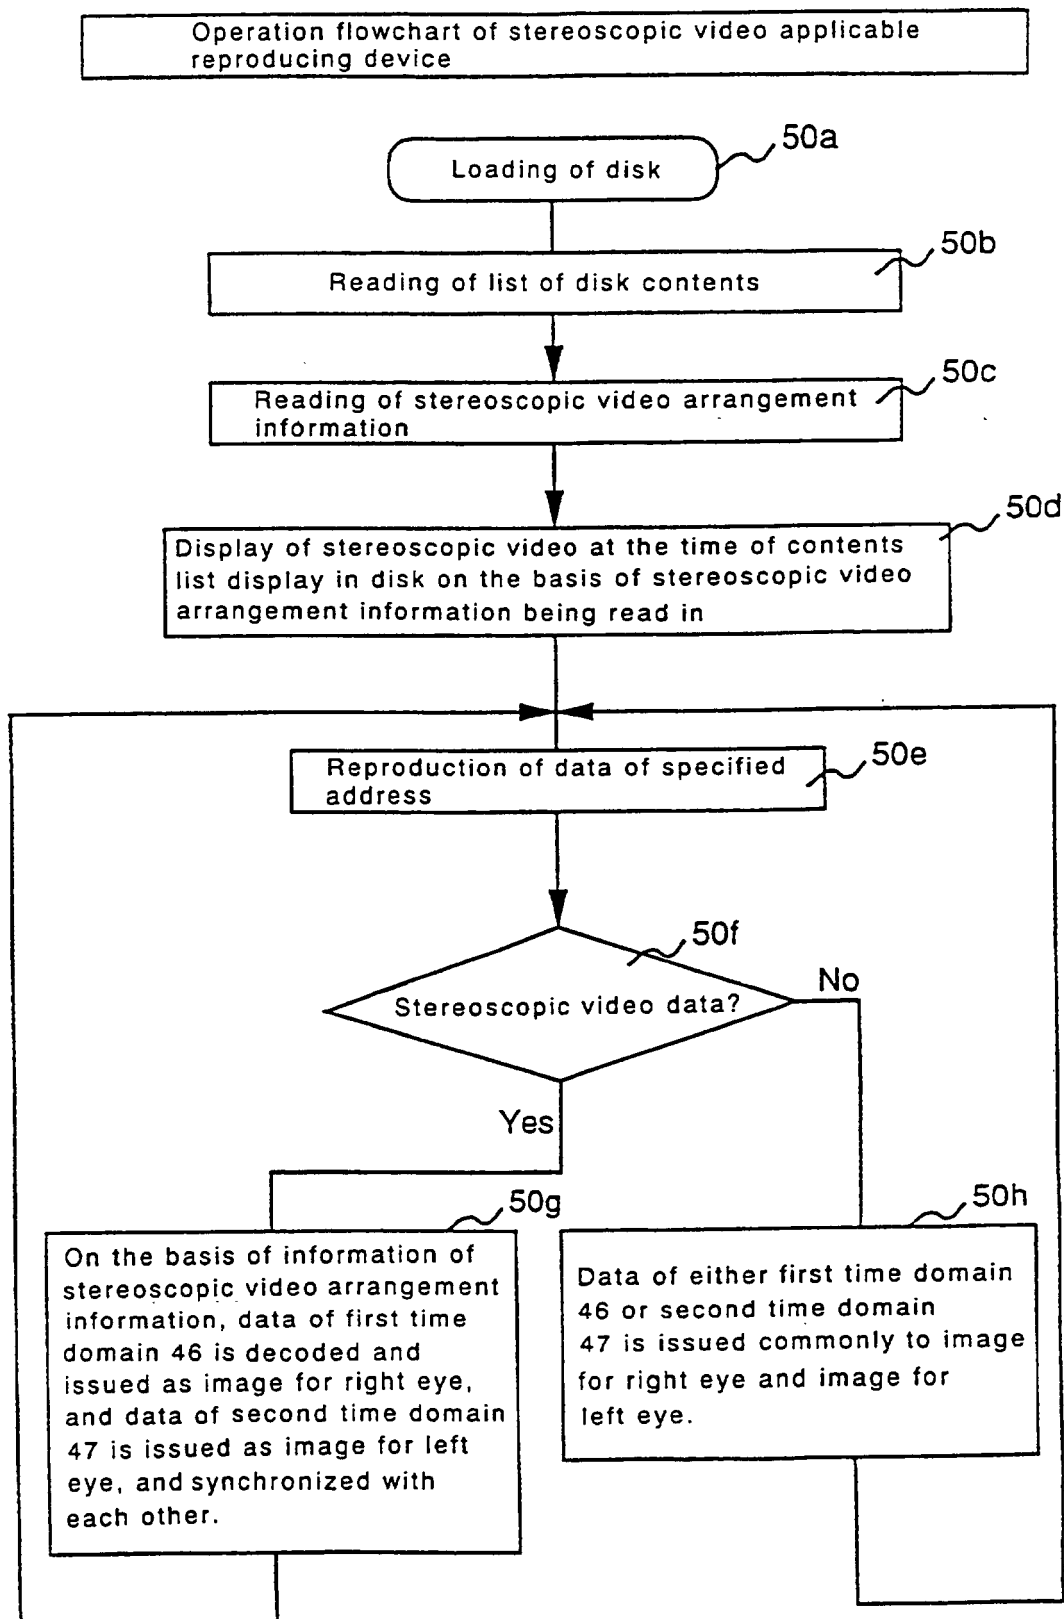 Operation flowchart of stereoscopic video applicable
reproducing device
50a
Loading of disk
50b
Reading of list of disk contents
50c
Reading of stereoscopic video arrangement
information
50d
Display of stereoscopic video at the time of contents
list display in disk on the basis of stereoscopic video
arrangement information being read in
50e
Reproduction of data of specified
address
50f
Stereoscopic video data?
No
Yes
50g
On the basis of information of
stereoscopic video arrangement
information, data of first time
domain 46 is decoded and
issued as image for right eye,
and data of second time domain
47 is issued as image for left
eye, and synchronized with
each other.
50h
Data of either first time domain
46 or second time domain
47 is issued commonly to image
for right eye and image for
left eye.